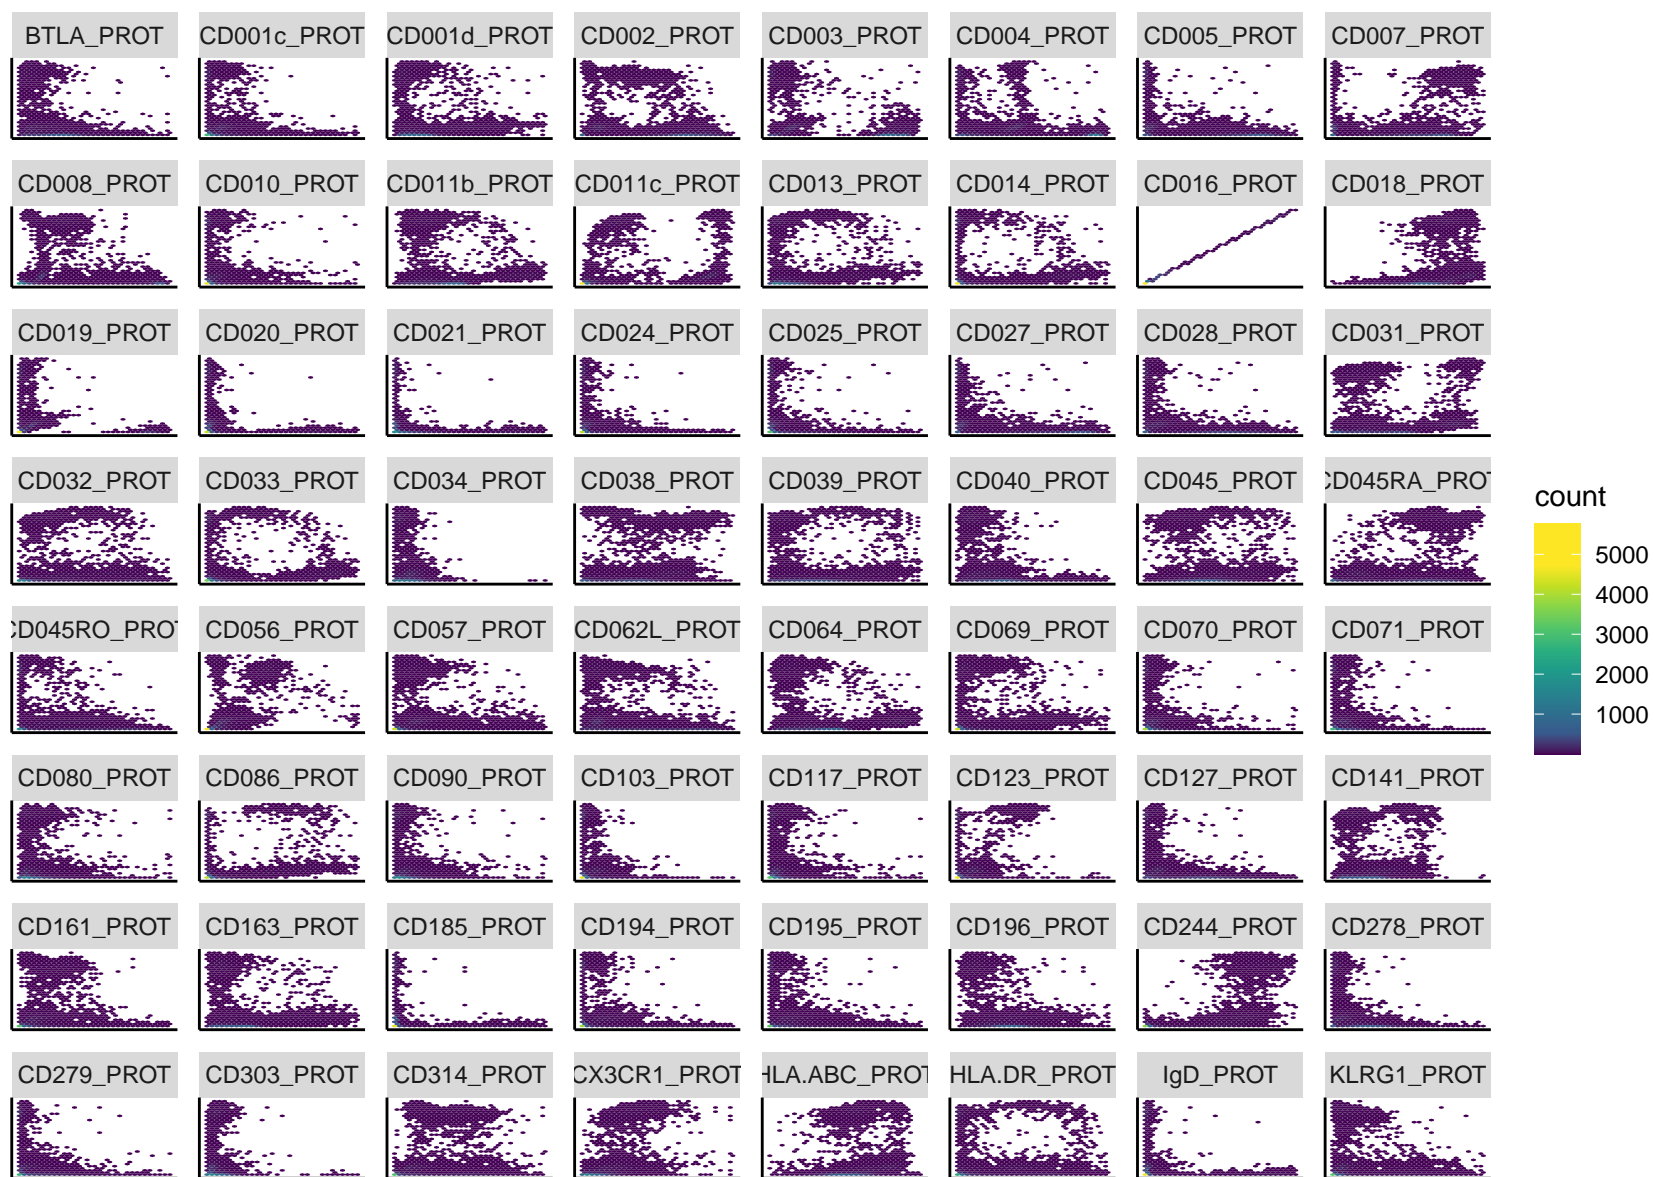 BTLA_PROT CD001c_PROT CD001d_PROT CD002_PROT CD003_PROT CD004_PROT CD005_PROT CD007_PROT
CD008_PROT CD010_PROT CD011b_PROT CD011c_PROT CD013_PROT CD014_PROT CD016_PROT CD018_PROT
CD019_PROT CD020_PROT CD021_PROT CD024_PROT CD025_PROT CD027_PROT CD028_PROT CD031_PROT
CD032_PROT CD033_PROT CD034_PROT CD038_PROT CD039_PROT CD040_PROT CD045_PROT CD045RA_PROT
CD045RO_PROT CD056_PROT CD057_PROT CD062L_PROT CD064_PROT CD069_PROT CD070_PROT CD071_PROT
CD080_PROT CD086_PROT CD090_PROT CD103_PROT CD117_PROT CD123_PROT CD127_PROT CD141_PROT
CD161_PROT CD163_PROT CD185_PROT CD194_PROT CD195_PROT CD196_PROT CD244_PROT CD278_PROT
CD279_PROT CD303_PROT CD314_PROT CX3CR1_PROT HLA.ABC_PROT HLA.DR_PROT IgD_PROT KLRG1_PROT
count
5000
4000
3000
2000
1000